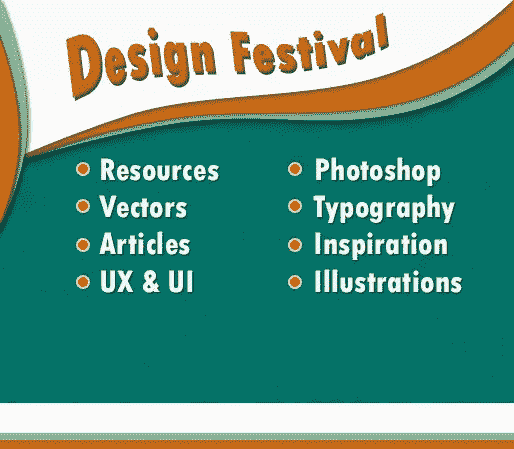 Design Festival
Resources
Vectors
Articles
UX & UI
Photoshop
Typography
Inspiration
Illustrations